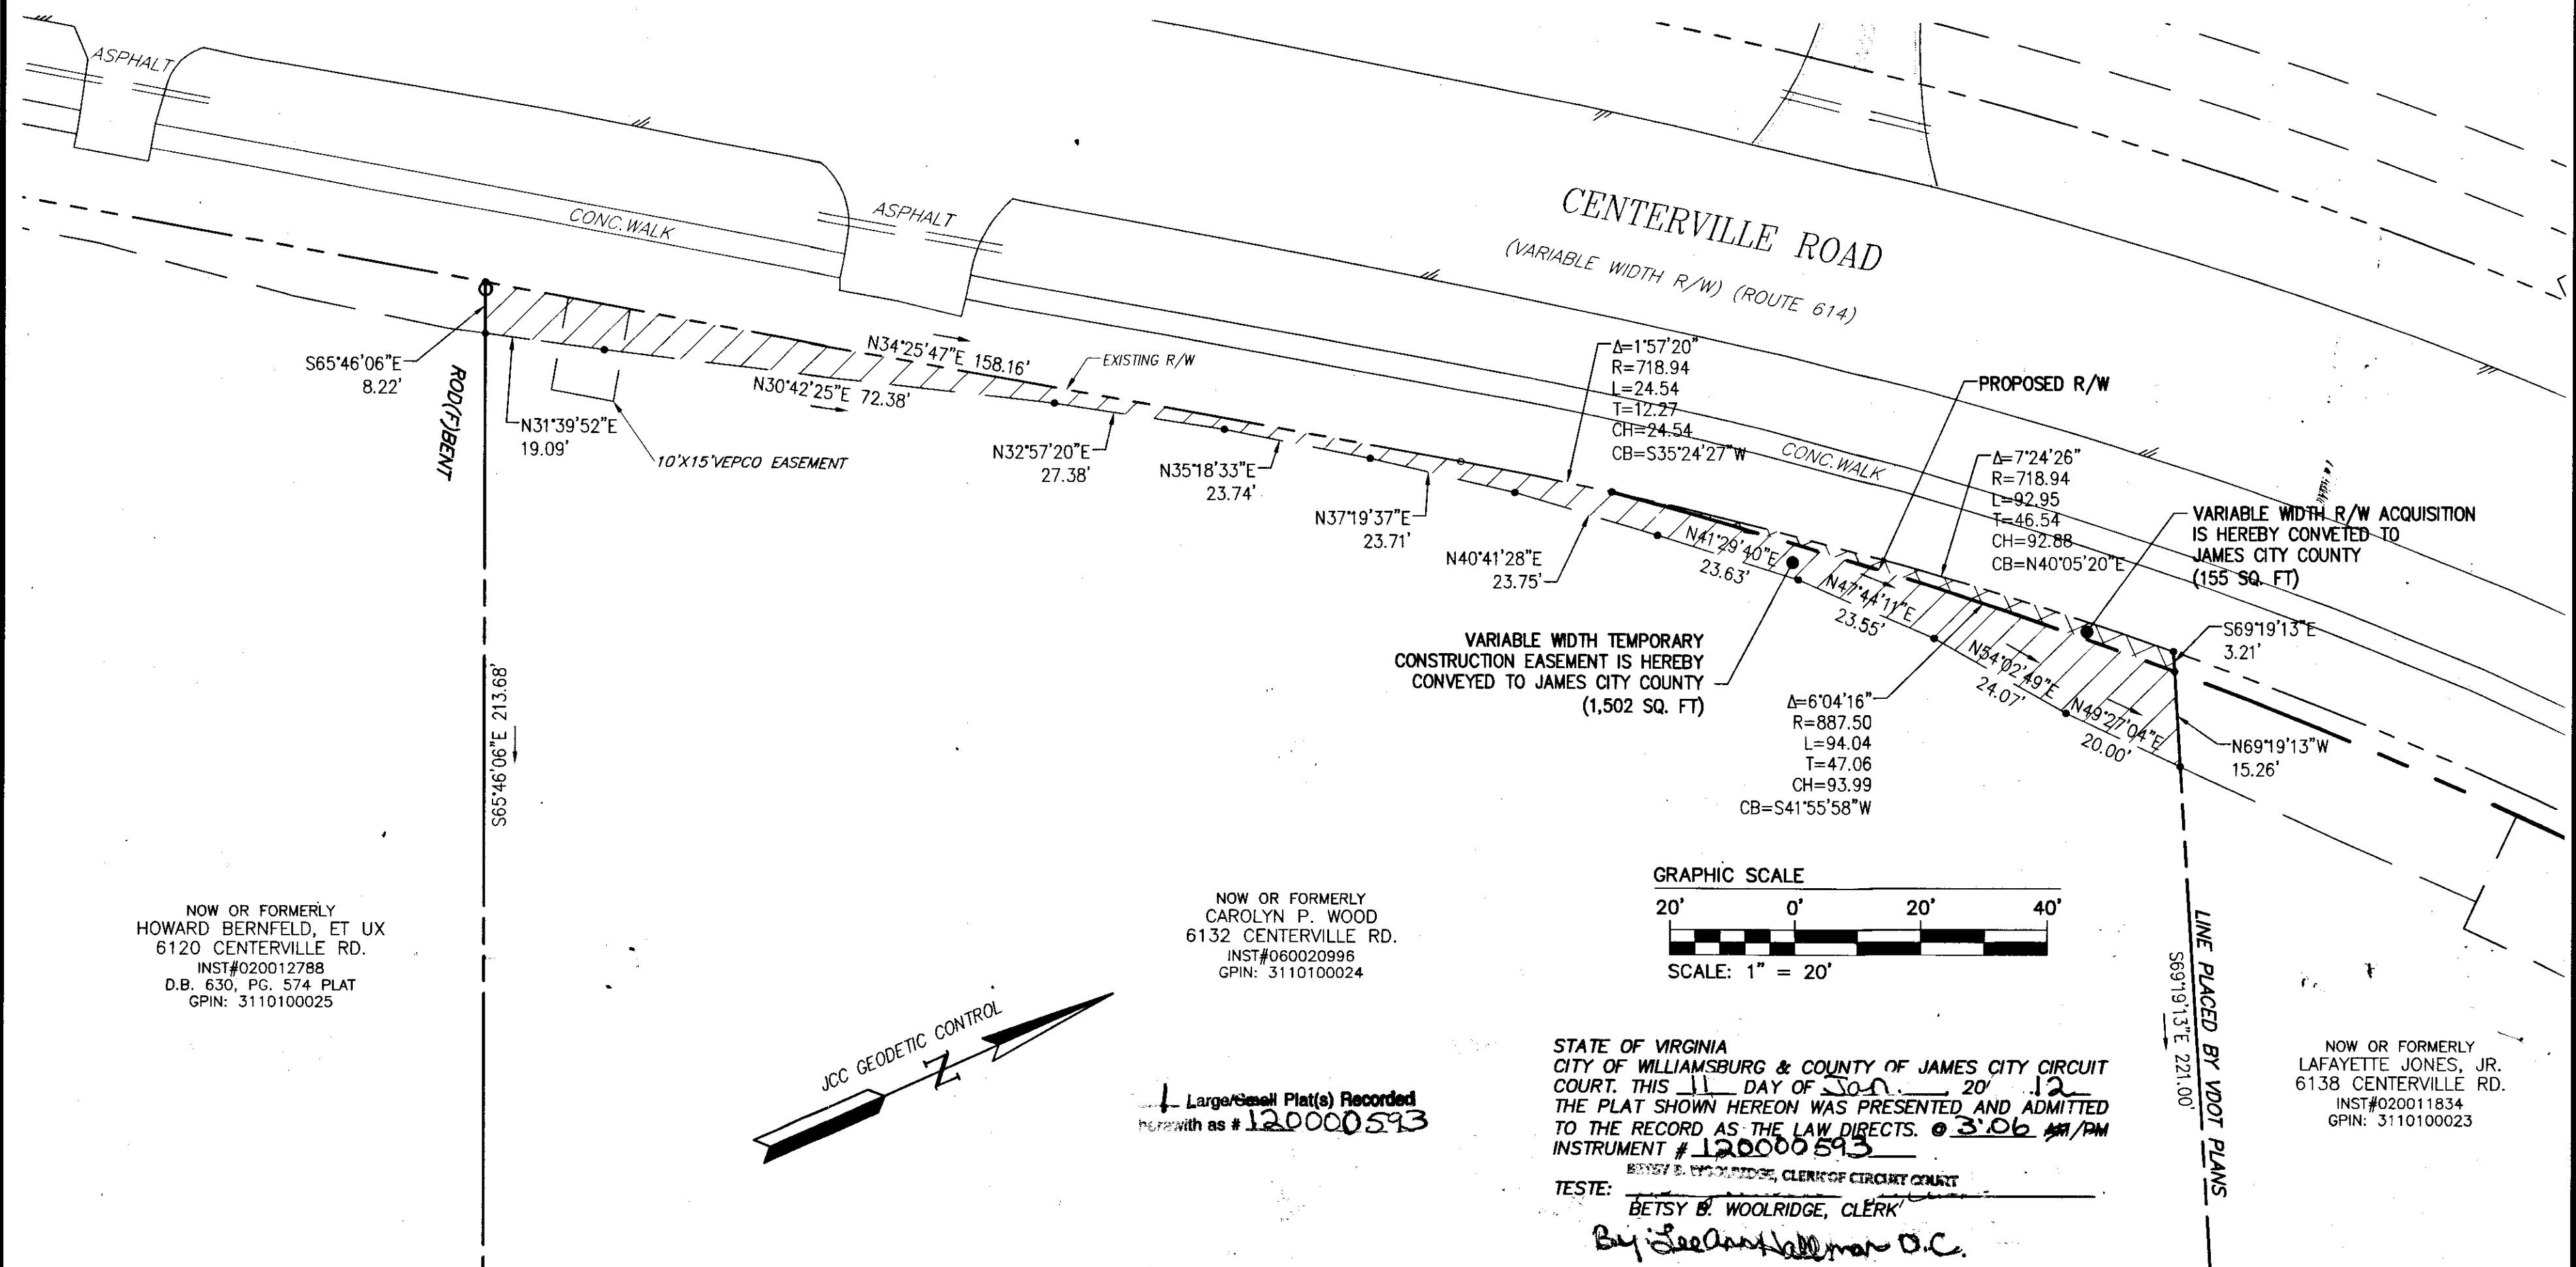 ASPHALT
CONC. WALK
ASPHALT
CENTERVILLE ROAD
(VARIABLE WIDTH R/W) (ROUTE 614)
S65°46'06"E
8.22'
ROD(F)BENT
N31°39'52"E
19.09'
10'X15'VEPCO EASEMENT
N34°25'47"E 158.16'
N30°42'25"E 72.38'
EXISTING R/W
N32°57'20"E
27.38'
N35°18'33"E
23.74'
N37°19'37"E
23.71'
N40°41'28"E
23.75'
Δ=1°57'20"
R=718.94
L=24.54
T=12.27
CH=24.54
CB=S35°24'27"W
CONC. WALK
PROPOSED R/W
Δ=7°24'26"
R=718.94
L=92.95
T=46.54
CH=92.88
CB=N40°05'20"E
VARIABLE WIDTH R/W ACQUISITION
IS HEREBY CONVETED TO
JAMES CITY COUNTY
(155 SQ. FT)
N41°29'40"E
23.63'
N47°44'11"E
23.55'
N54°02'49"E
24.07'
N49°27'04"E
20.00'
S69°19'13"E
3.21'
N69°19'13"W
15.26'
VARIABLE WIDTH TEMPORARY
CONSTRUCTION EASEMENT IS HEREBY
CONVEYED TO JAMES CITY COUNTY
(1,502 SQ. FT)
Δ=6°04'16"
R=887.50
L=94.04
T=47.06
CH=93.99
CB=S41°55'58"W
S65°46'06"E 213.68'
NOW OR FORMERLY
HOWARD BERNFELD, ET UX
6120 CENTERVILLE RD.
INST#020012788
D.B. 630, PG. 574 PLAT
GPIN: 3110100025
NOW OR FORMERLY
CAROLYN P. WOOD
6132 CENTERVILLE RD.
INST#060020996
GPIN: 3110100024
GRAPHIC SCALE
20' 0' 20' 40'
SCALE: 1" = 20'
JCC GEODETIC CONTROL
N
1 Large/Small Plat(s) Recorded
herewith as # 120000593
STATE OF VIRGINIA
CITY OF WILLIAMSBURG & COUNTY OF JAMES CITY CIRCUIT
COURT. THIS 11 DAY OF Jan. 20 12
THE PLAT SHOWN HEREON WAS PRESENTED AND ADMITTED
TO THE RECORD AS THE LAW DIRECTS. @ 3:06 AM/PM
INSTRUMENT # 120000593
BETSY B. WOOLRIDGE, CLERK OF CIRCUIT COURT
TESTE:
BETSY B. WOOLRIDGE, CLERK
By: LeeAnn Hallman D.C.
LINE PLACED BY VDOT PLANS
S69°19'13"E 221.00'
NOW OR FORMERLY
LAFAYETTE JONES, JR.
6138 CENTERVILLE RD.
INST#020011834
GPIN: 3110100023